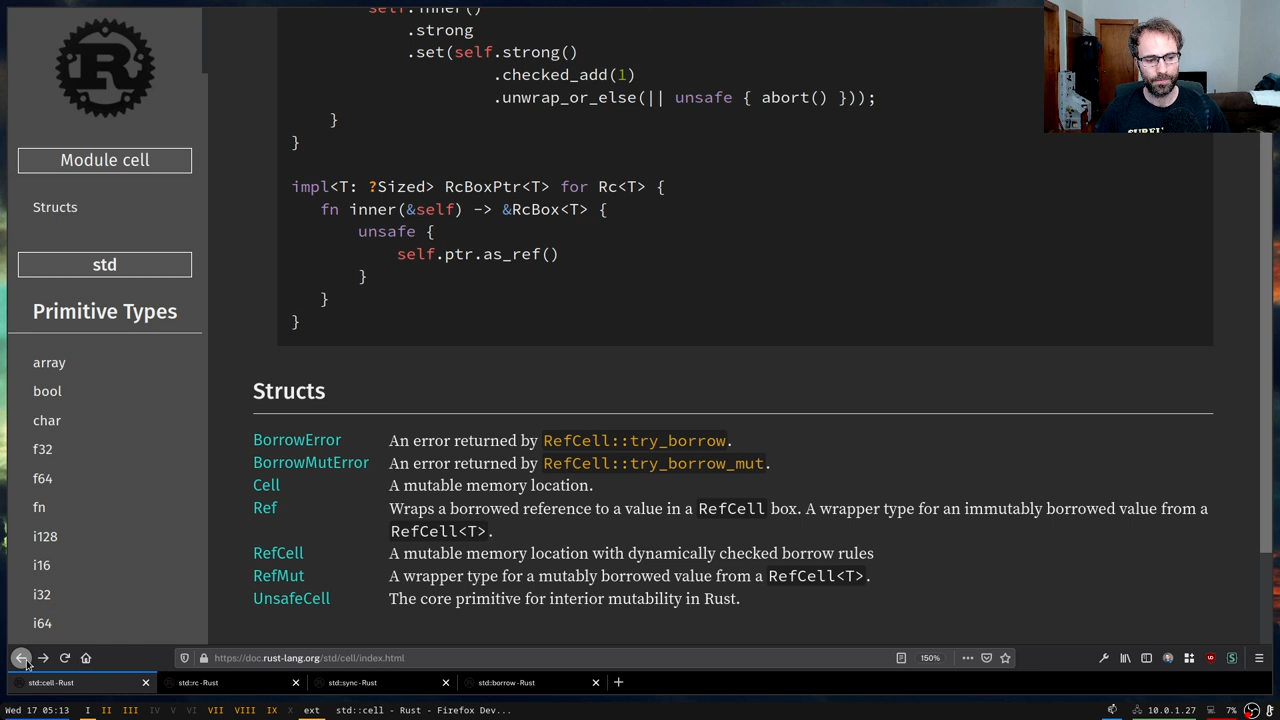 self.inner()
.strong
.set(self.strong()
.checked_add(1)
.unwrap_or_else(|| unsafe { abort() }));
}
}
impl<T: ?Sized> RcBoxPtr<T> for Rc<T> {
fn inner(&self) -> &RcBox<T> {
unsafe {
self.ptr.as_ref()
}
}
}
R
Module cell
Structs
std
Primitive Types
array
bool
char
f32
f64
fn
i128
i16
i32
i64
Structs
BorrowError An error returned by RefCell::try_borrow.
BorrowMutError An error returned by RefCell::try_borrow_mut.
Cell A mutable memory location.
Ref Wraps a borrowed reference to a value in a RefCell box. A wrapper type for an immutably borrowed value from a
RefCell<T>.
RefCell A mutable memory location with dynamically checked borrow rules
RefMut A wrapper type for a mutably borrowed value from a RefCell<T>.
UnsafeCell The core primitive for interior mutability in Rust.
https://doc.rust-lang.org/std/cell/index.html 150%
std::cell - Rust std::rc - Rust std::sync - Rust std::borrow - Rust
Wed 17 05:13 I II III IV V VI VII VIII IX X ext std::cell - Rust - Firefox Dev... 10.0.1.27 7%